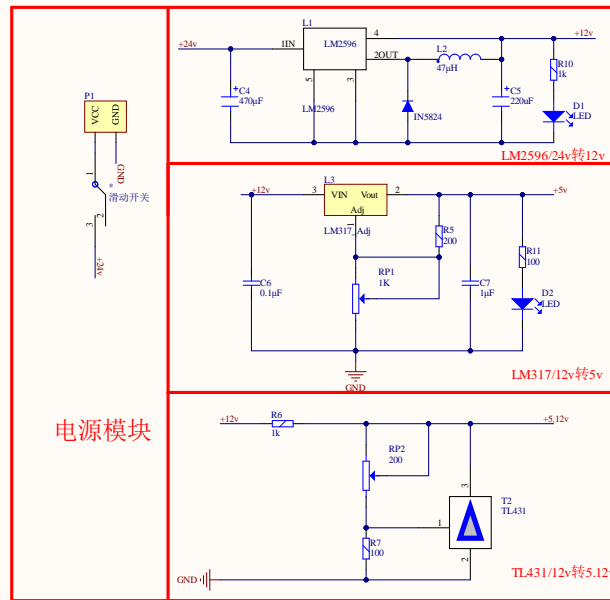 P1
VCC
GND
GND
1
*
滑动开关
2
3
+24v
电源模块
L1
+24v
1IN
LM2596
4
2OUT
+12v
L2
47μH
R10
1k
C4
470μF
5
3
LM2596
IN5824
C5
220uF
D1
LED
LM2596/24v转12v
L3
+12v
3
VIN
Vout
2
+5v
Adj
1
LM317_Adj
R5
200
R11
100
RP1
1K
C6
0.1μF
C7
1μF
D2
LED
GND
LM317/12v转5v
+12v
R6
1k
+5.12v
RP2
200
3
T2
TL431
1
R7
100
2
GND
TL431/12v转5.12v